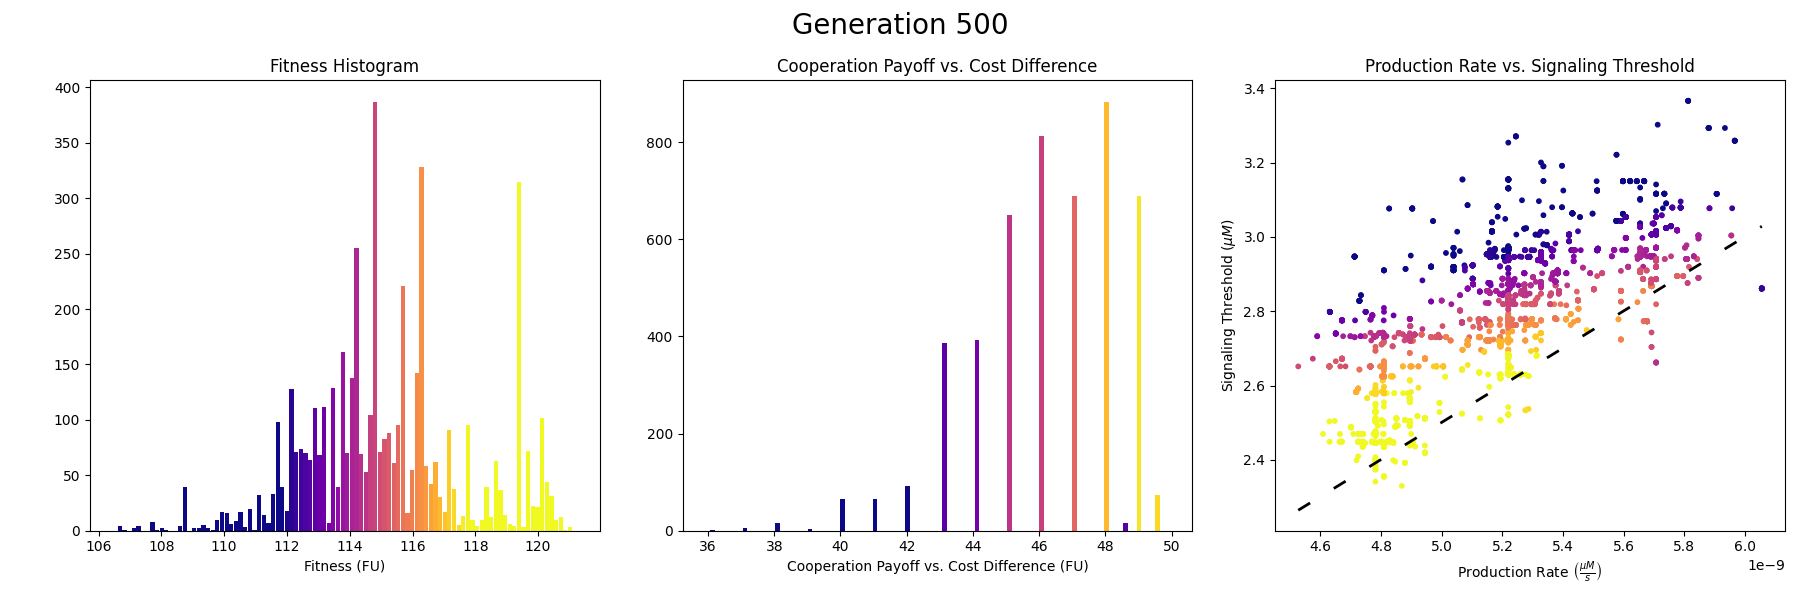 Generation 500
Fitness Histogram
400
350
300
250
200
150
100
50
0
106 108 110 112 114 116 118 120
Fitness (FU)
Cooperation Payoff vs. Cost Difference
800
600
400
200
0
36 38 40 42 44 46 48 50
Cooperation Payoff vs. Cost Difference (FU)
Production Rate vs. Signaling Threshold
Signaling Threshold (μM)
3.4
3.2
3.0
2.8
2.6
2.4
4.6 4.8 5.0 5.2 5.4 5.6 5.8 6.0
1e−9
Production Rate (μM/s)